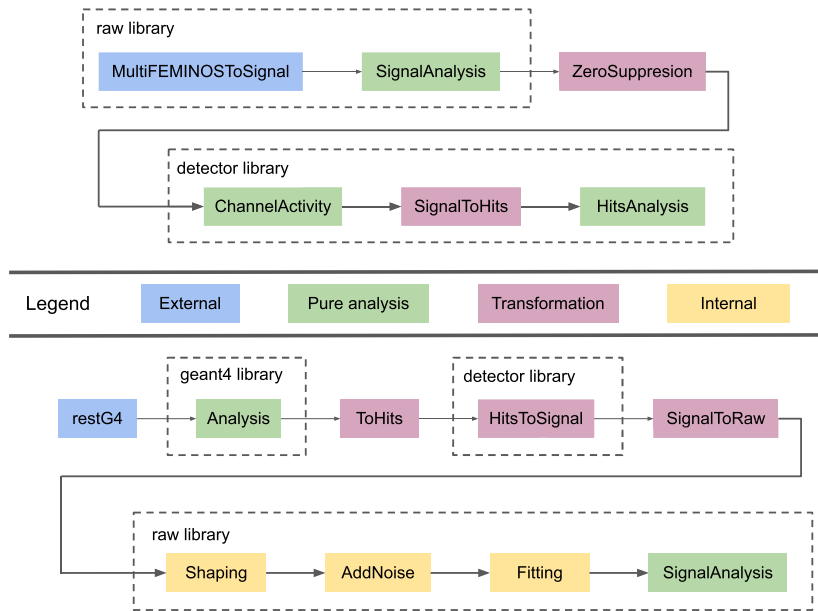 raw library
MultiFEMINOSToSignal
SignalAnalysis
ZeroSuppresion
detector library
ChannelActivity
SignalToHits
HitsAnalysis
Legend
External
Pure analysis
Transformation
Internal
geant4 library
detector library
restG4
Analysis
ToHits
HitsToSignal
SignalToRaw
raw library
Shaping
AddNoise
Fitting
SignalAnalysis